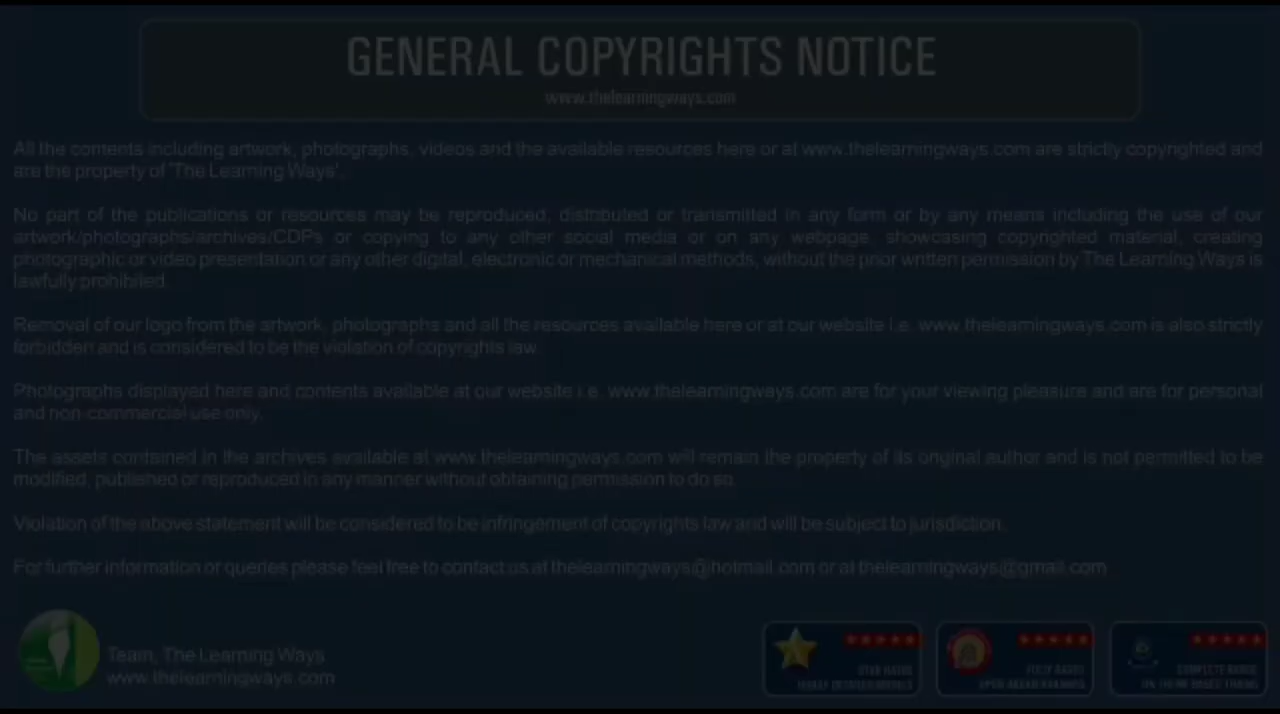 GENERAL COPYRIGHTS NOTICE
www.thelearningways.com
All the contents including artwork, photographs, videos and the available resources here or at www.thelearningways.com are strictly copyrighted and
are the property of 'The Learning Ways'.
No part of the publications or resources may be reproduced, distributed or transmitted in any form or by any means including the use of our
artwork/photographs/archives/CDPs or copying to any other social media or on any webpage, showcasing copyrighted material, creating
photographic or video presentation or any other digital, electronic or mechanical methods, without the prior written permission by The Learning Ways is
lawfully prohibited.
Removal of our logo from the artwork, photographs and all the resources available here or at our website i.e. www.thelearningways.com is also strictly
forbidden and is considered to be the violation of copyrights law.
Photographs displayed here and contents available at our website i.e. www.thelearningways.com are for your viewing pleasure and are for personal
and non-commercial use only.
The assets contained in the archives available at www.thelearningways.com will remain the property of its original author and is not permitted to be
modified, published or reproduced in any manner without obtaining permission to do so.
Violation of the above statement will be considered to be infringement of copyrights law and will be subject to jurisdiction.
For further information or queries please feel free to contact us at thelearningways@hotmail.com or at thelearningways@gmail.com
Team, The Learning Ways
www.thelearningways.com
STAR RATED
FULLY BASED
COMPLETE RANGE